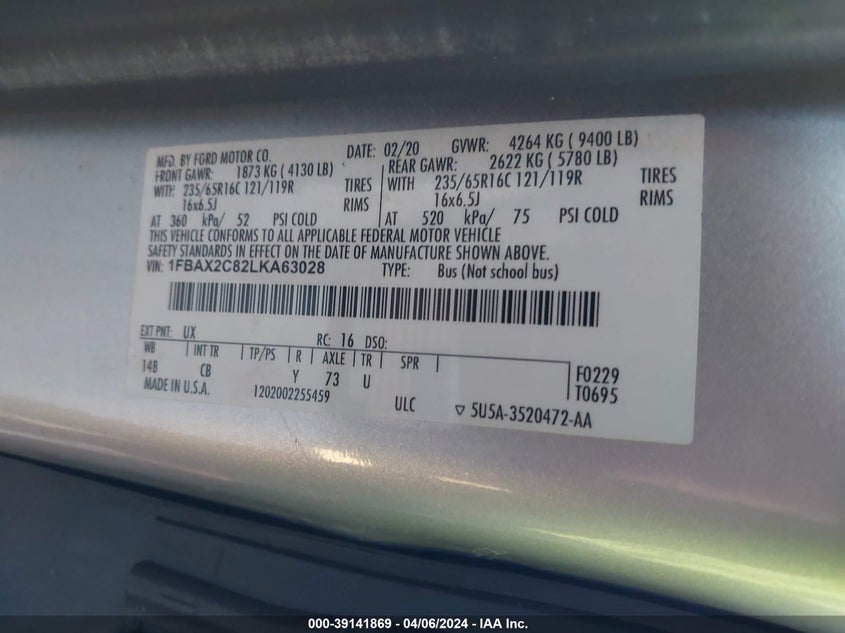 MFD. BY FORD MOTOR CO. DATE: 02/20 GVWR: 4264 KG ( 9400 LB)
FRONT GAWR: 1873 KG ( 4130 LB) REAR GAWR: 2622 KG ( 5780 LB)
WITH 235/65R16C 121/119R TIRES WITH 235/65R16C 121/119R TIRES
16x6.5J RIMS 16x6.5J RIMS
AT 360 kPa/ 52 PSI COLD AT 520 kPa/ 75 PSI COLD
THIS VEHICLE CONFORMS TO ALL APPLICABLE FEDERAL MOTOR VEHICLE
SAFETY STANDARDS IN EFFECT ON THE DATE OF MANUFACTURE SHOWN ABOVE.
VIN: 1FBAX2C82LKA63028 TYPE: Bus (Not school bus)
EXT PNT: UX RC: 16 DSO:
WB INT TR TP/PS R AXLE TR SPR F0229
148 CB Y 73 U T0695
MADE IN U.S.A. 1202002255459 ULC ▽ 5U5A-3520472-AA
000-39141869 - 04/06/2024 - IAA Inc.